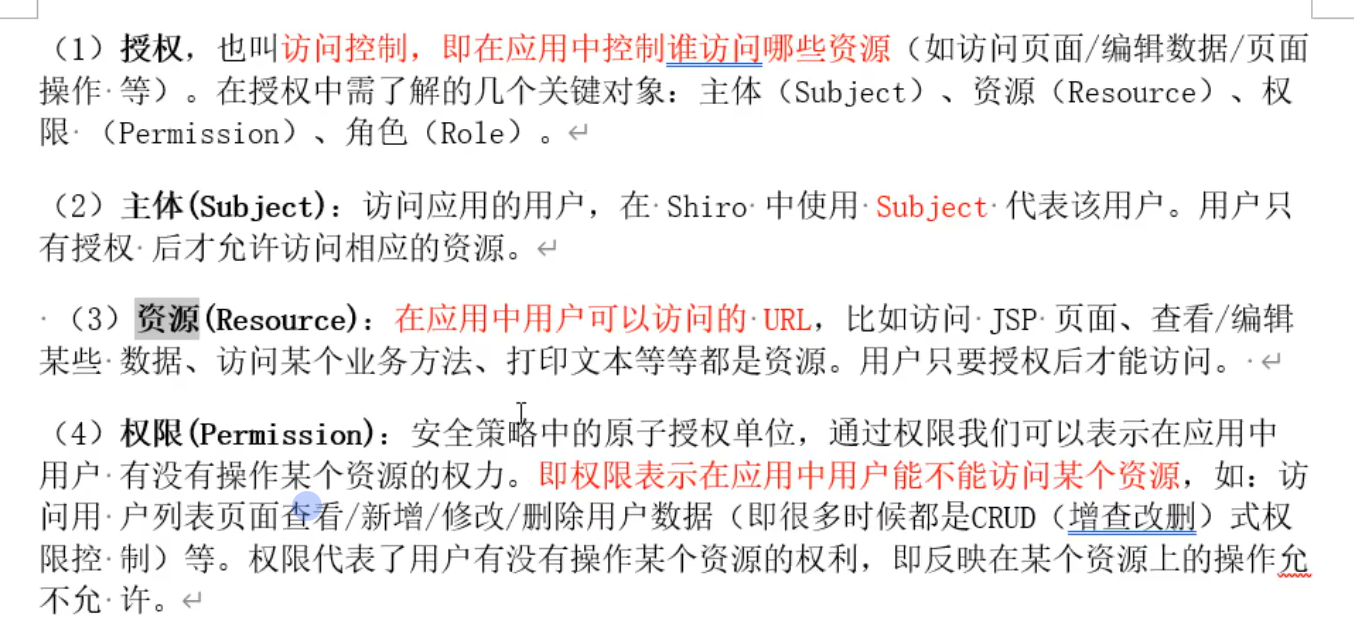 （1）授权，也叫访问控制，即在应用中控制谁访问哪些资源（如访问页面/编辑数据/页面
操作 等）。在授权中需了解的几个关键对象：主体（Subject）、资源（Resource）、权
限 （Permission）、角色（Role）。
（2）主体(Subject)：访问应用的用户，在 Shiro 中使用 Subject 代表该用户。用户只
有授权 后才允许访问相应的资源。
（3）资源(Resource)：在应用中用户可以访问的 URL，比如访问 JSP 页面、查看/编辑
某些 数据、访问某个业务方法、打印文本等等都是资源。用户只要授权后才能访问。
（4）权限(Permission)：安全策略中的原子授权单位，通过权限我们可以表示在应用中
用户 有没有操作某个资源的权力。即权限表示在应用中用户能不能访问某个资源，如：访
问用 户列表页面查看/新增/修改/删除用户数据（即很多时候都是CRUD（增查改删）式权
限控 制）等。权限代表了用户有没有操作某个资源的权利，即反映在某个资源上的操作允
不允 许。